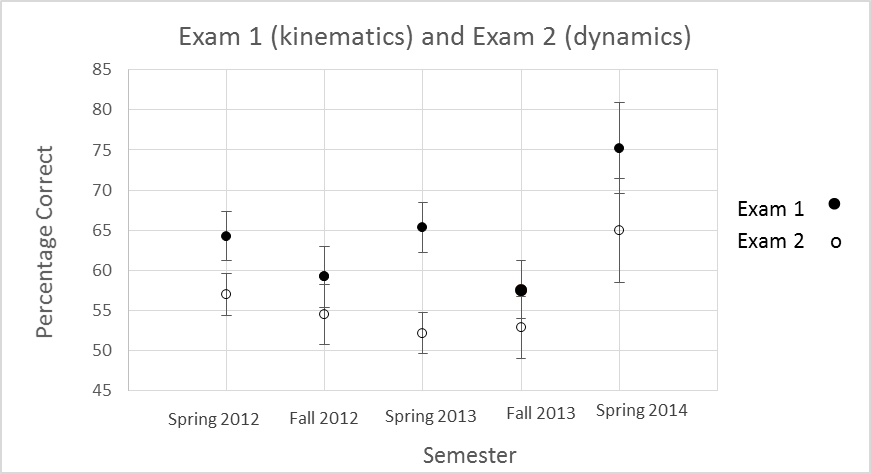 Exam 1 (kinematics) and Exam 2 (dynamics)
85
80
75
70
65
60
55
50
45
Percentage Correct
Spring 2012 Fall 2012 Spring 2013 Fall 2013 Spring 2014
Semester
Exam 1
Exam 2